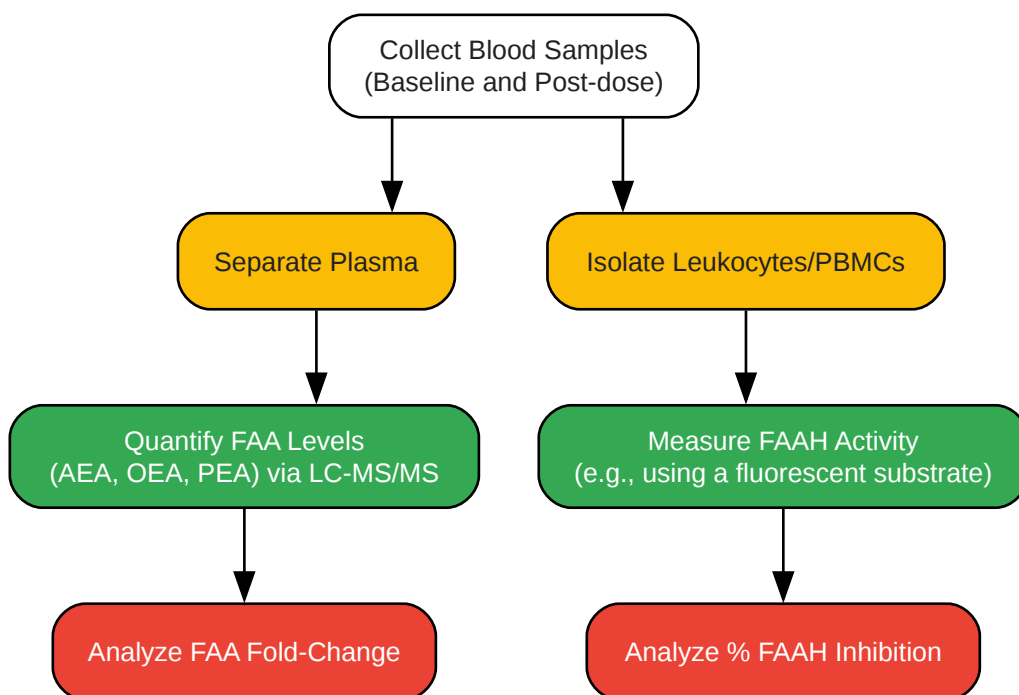 Collect Blood Samples
(Baseline and Post-dose)
Separate Plasma
Isolate Leukocytes/PBMCs
Quantify FAA Levels
(AEA, OEA, PEA) via LC-MS/MS
Measure FAAH Activity
(e.g., using a fluorescent substrate)
Analyze FAA Fold-Change
Analyze % FAAH Inhibition